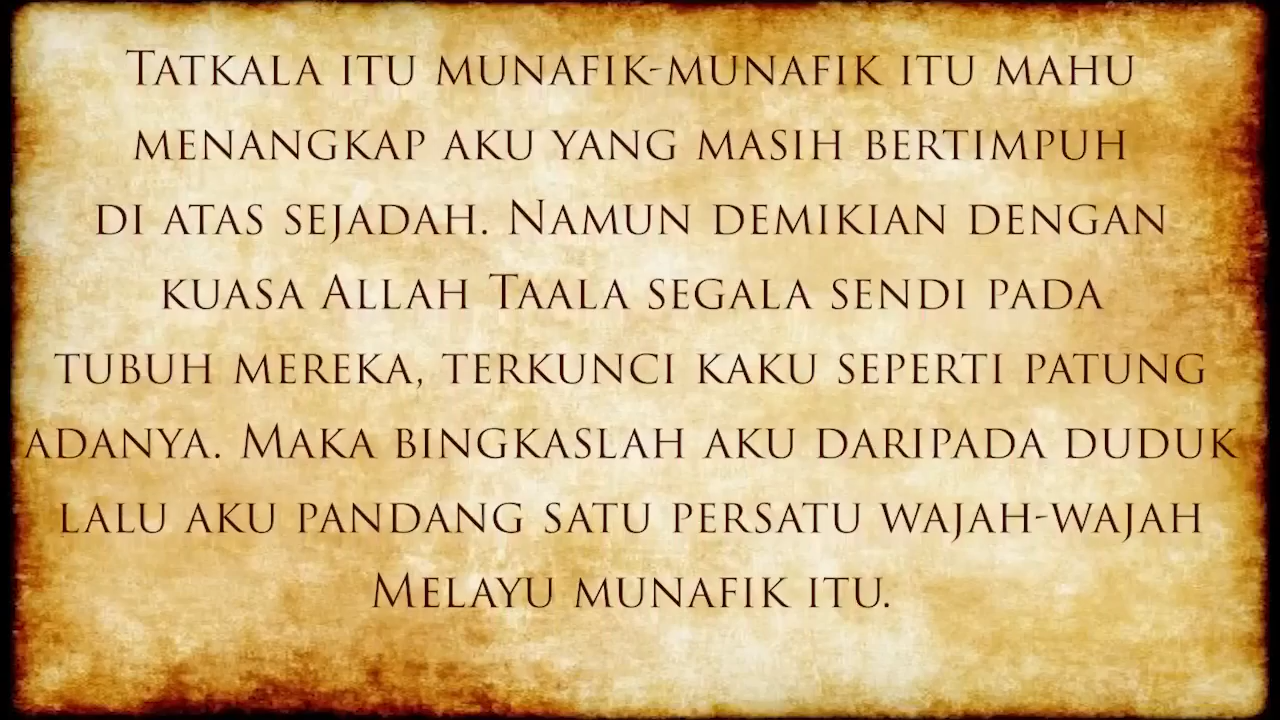 Tatkala itu munafik-munafik itu mahu
menangkap aku yang masih bertimpuh
di atas sejadah. Namun demikian dengan
kuasa Allah Taala segala sendi pada
tubuh mereka, terkunci kaku seperti patung
adanya. Maka bingkaslah aku daripada duduk
lalu aku pandang satu persatu wajah-wajah
Melayu munafik itu.